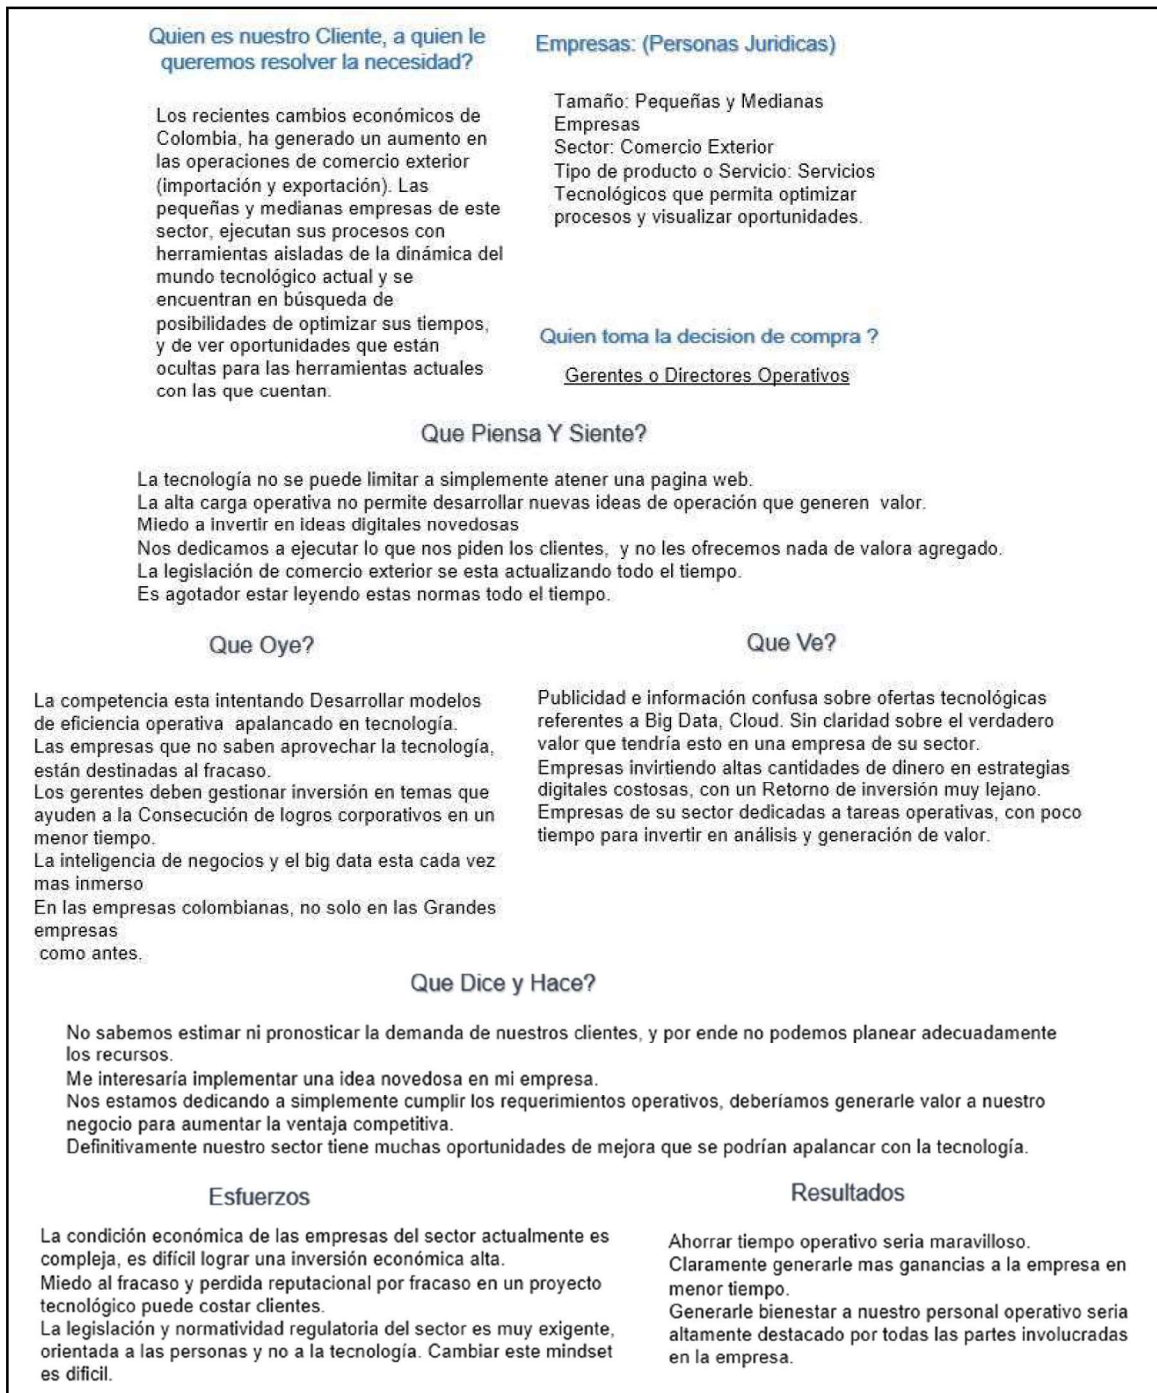 Quien es nuestro Cliente, a quien le
queremos resolver la necesidad?
Los recientes cambios económicos de
Colombia, ha generado un aumento en
las operaciones de comercio exterior
(importación y exportación). Las
pequeñas y medianas empresas de este
sector, ejecutan sus procesos con
herramientas aisladas de la dinámica del
mundo tecnológico actual y se
encuentran en búsqueda de
posibilidades de optimizar sus tiempos,
y de ver oportunidades que están
ocultas para las herramientas actuales
con las que cuentan.
Empresas: (Personas Juridicas)
Tamaño: Pequeñas y Medianas
Empresas
Sector: Comercio Exterior
Tipo de producto o Servicio: Servicios
Tecnológicos que permita optimizar
procesos y visualizar oportunidades.
Quien toma la decision de compra ?
Gerentes o Directores Operativos
Que Piensa Y Siente?
La tecnología no se puede limitar a simplemente atener una pagina web.
La alta carga operativa no permite desarrollar nuevas ideas de operación que generen valor.
Miedo a invertir en ideas digitales novedosas
Nos dedicamos a ejecutar lo que nos piden los clientes, y no les ofrecemos nada de valora agregado.
La legislación de comercio exterior se esta actualizando todo el tiempo.
Es agotador estar leyendo estas normas todo el tiempo.
Que Oye?
La competencia esta intentando Desarrollar modelos
de eficiencia operativa apalancado en tecnología.
Las empresas que no saben aprovechar la tecnología,
están destinadas al fracaso.
Los gerentes deben gestionar inversión en temas que
ayuden a la Consecución de logros corporativos en un
menor tiempo.
La inteligencia de negocios y el big data esta cada vez
mas inmerso
En las empresas colombianas, no solo en las Grandes
empresas
como antes.
Que Ve?
Publicidad e información confusa sobre ofertas tecnológicas
referentes a Big Data, Cloud. Sin claridad sobre el verdadero
valor que tendría esto en una empresa de su sector.
Empresas invirtiendo altas cantidades de dinero en estrategias
digitales costosas, con un Retorno de inversión muy lejano.
Empresas de su sector dedicadas a tareas operativas, con poco
tiempo para invertir en análisis y generación de valor.
Que Dice y Hace?
No sabemos estimar ni pronosticar la demanda de nuestros clientes, y por ende no podemos planear adecuadamente
los recursos.
Me interesaría implementar una idea novedosa en mi empresa.
Nos estamos dedicando a simplemente cumplir los requerimientos operativos, deberíamos generarle valor a nuestro
negocio para aumentar la ventaja competitiva.
Definitivamente nuestro sector tiene muchas oportunidades de mejora que se podrían apalancar con la tecnología.
Esfuerzos
La condición económica de las empresas del sector actualmente es
compleja, es difícil lograr una inversión económica alta.
Miedo al fracaso y perdida reputacional por fracaso en un proyecto
tecnológico puede costar clientes.
La legislación y normatividad regulatoria del sector es muy exigente,
orientada a las personas y no a la tecnología. Cambiar este mindset
es dificil.
Resultados
Ahorrar tiempo operativo seria maravilloso.
Claramente generarle mas ganancias a la empresa en
menor tiempo.
Generarle bienestar a nuestro personal operativo seria
altamente destacado por todas las partes involucradas
en la empresa.